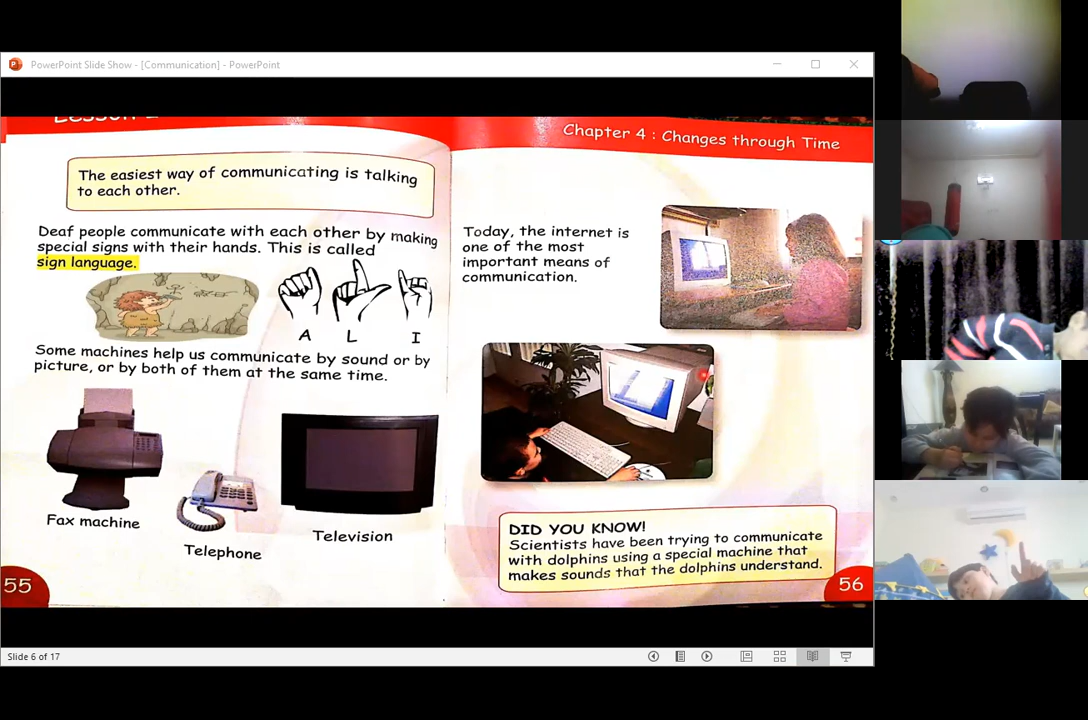 PowerPoint Slide Show - [Communication] - PowerPoint
Chapter 4 : Changes through Time
The easiest way of communicating is talking
to each other.
Deaf people communicate with each other by making
special signs with their hands. This is called
sign language.
A L I
Some machines help us communicate by sound or by
picture, or by both of them at the same time.
Fax machine
Telephone
Television
55
Today, the internet is
one of the most
important means of
communication.
DID YOU KNOW!
Scientists have been trying to communicate
with dolphins using a special machine that
makes sounds that the dolphins understand.
56
Slide 6 of 17